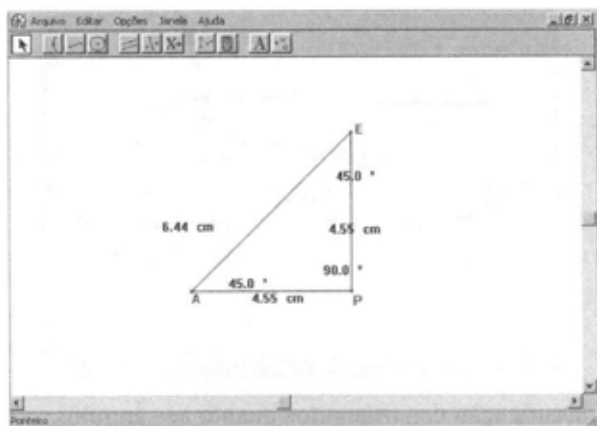 Arquivo Editar Opções Janela Ajuda
A
E
45.0 °
6.44 cm
4.55 cm
90.0 °
45.0 °
A
4.55 cm
P
Ponteiro